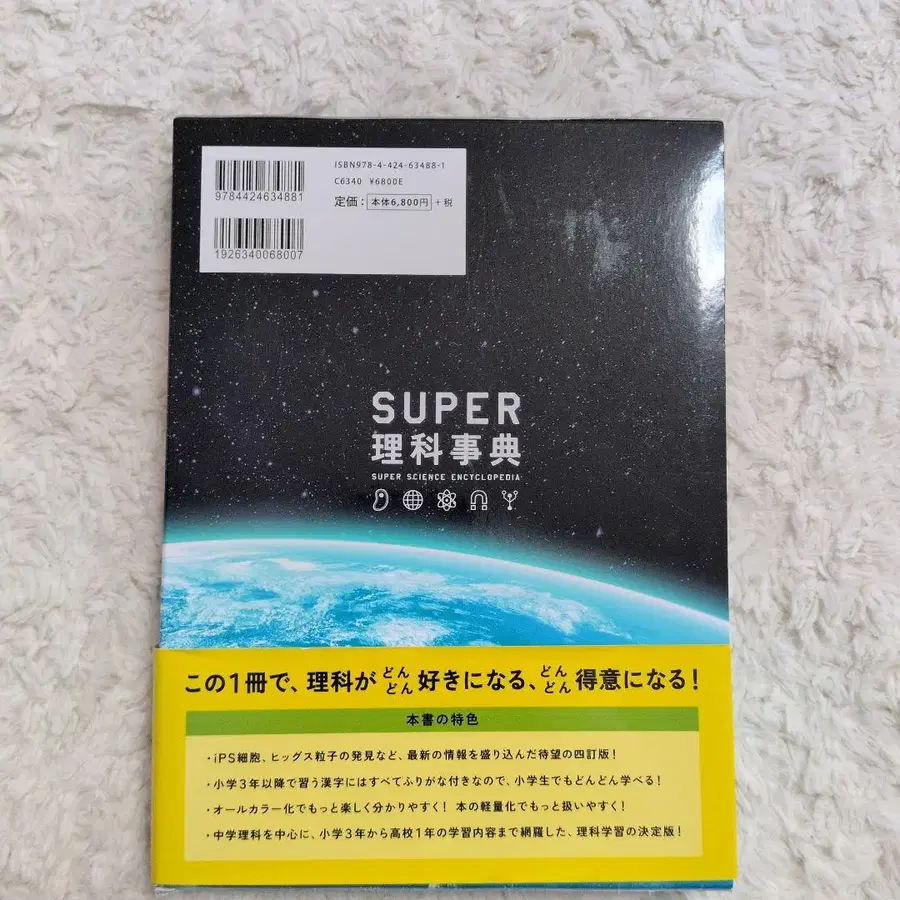 ISBN978-4-424-63488-1
C6340 ¥6800E
定価：本体6,800円＋税
9784424634881
1926340068007
SUPER
理科事典
SUPER SCIENCE ENCYCLOPEDIA
この1冊で、理科がどんどん好きになる、どんどん得意になる！
本書の特色
・iPS細胞、ヒッグス粒子の発見など、最新の情報を盛り込んだ待望の四訂版！
・小学3年以降で習う漢字にはすべてふりがな付きなので、小学生でもどんどん学べる！
・オールカラー化でもっと楽しく分かりやすく！ 本の軽量化でもっと扱いやすく！
・中学理科を中心に、小学3年から高校1年の学習内容まで網羅した、理科学習の決定版！